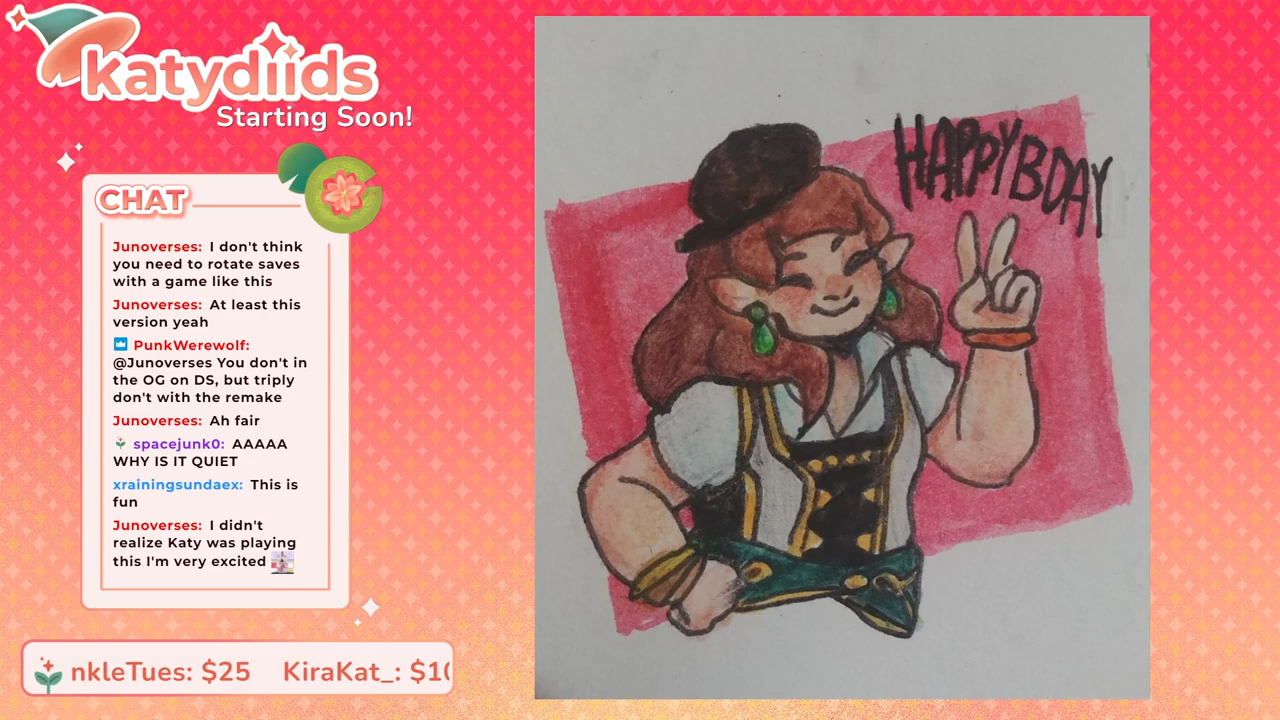 Katydiids
Starting Soon!
CHAT
Junoverses: I don't think
you need to rotate saves
with a game like this
Junoverses: At least this
version yeah
PunkWerewolf:
@Junoverses You don't in
the OG on DS, but triply
don't with the remake
Junoverses: Ah fair
spacejunk0: AAAAA
WHY IS IT QUIET
xrainingsundaex: This is
fun
Junoverses: I didn't
realize Katy was playing
this I'm very excited
nkleTues: $25 KiraKat_: $10
HAPPY BDAY